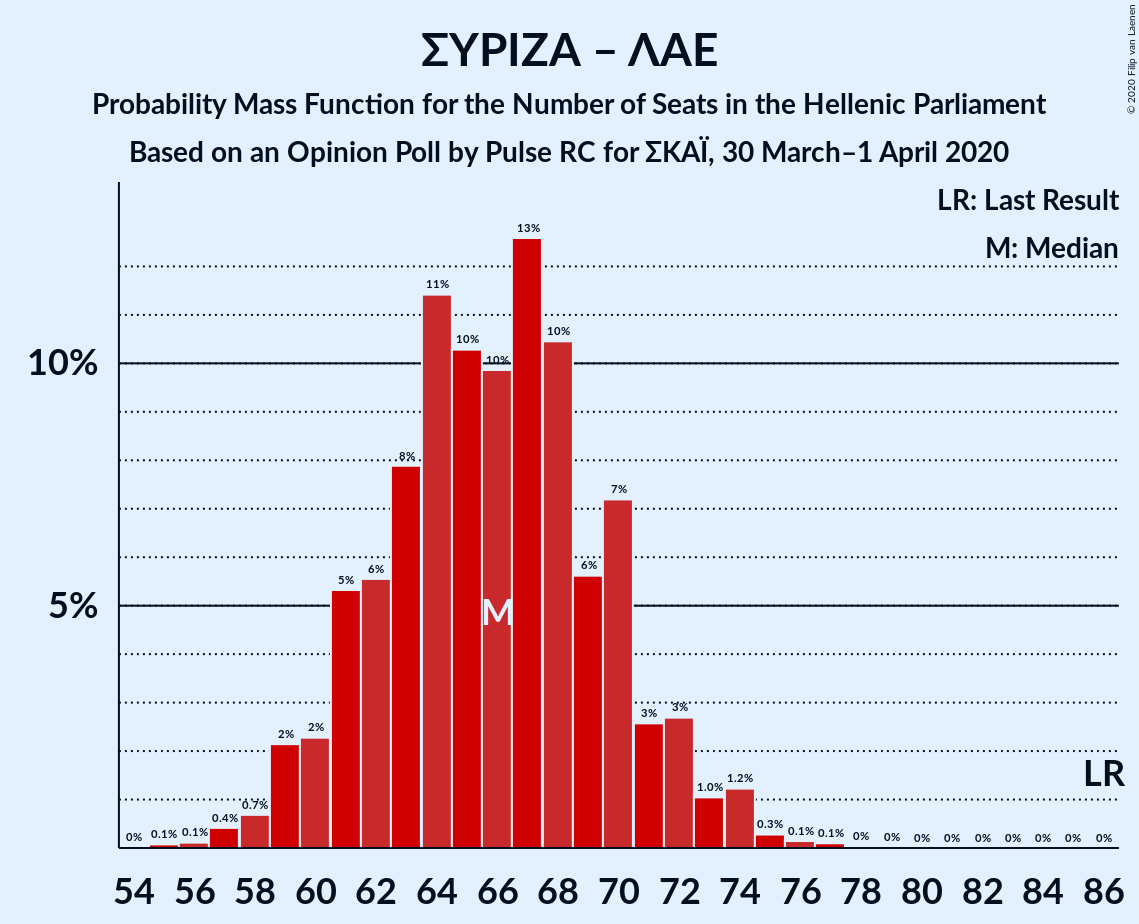 ΣΥΡΙΖΑ – ΛΑΕ
Probability Mass Function for the Number of Seats in the Hellenic Parliament
Based on an Opinion Poll by Pulse RC for ΣΚΑΪ, 30 March–1 April 2020
© 2020 Filip van Laenen
LR: Last Result
M: Median
10%
5%
0% 0.1% 0.1% 0.4% 0.7% 2% 2% 5% 6% 8% 11% 10% 10% 13% 10% 6% 7% 3% 3% 1.0% 1.2% 0.3% 0.1% 0.1% 0% 0% 0% 0% 0% 0% 0% 0% 0%
M
LR
54 56 58 60 62 64 66 68 70 72 74 76 78 80 82 84 86